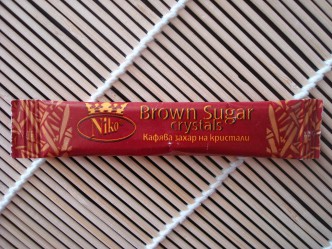 Niko
Brown Sugar
crystals
Кафява захар на кристали